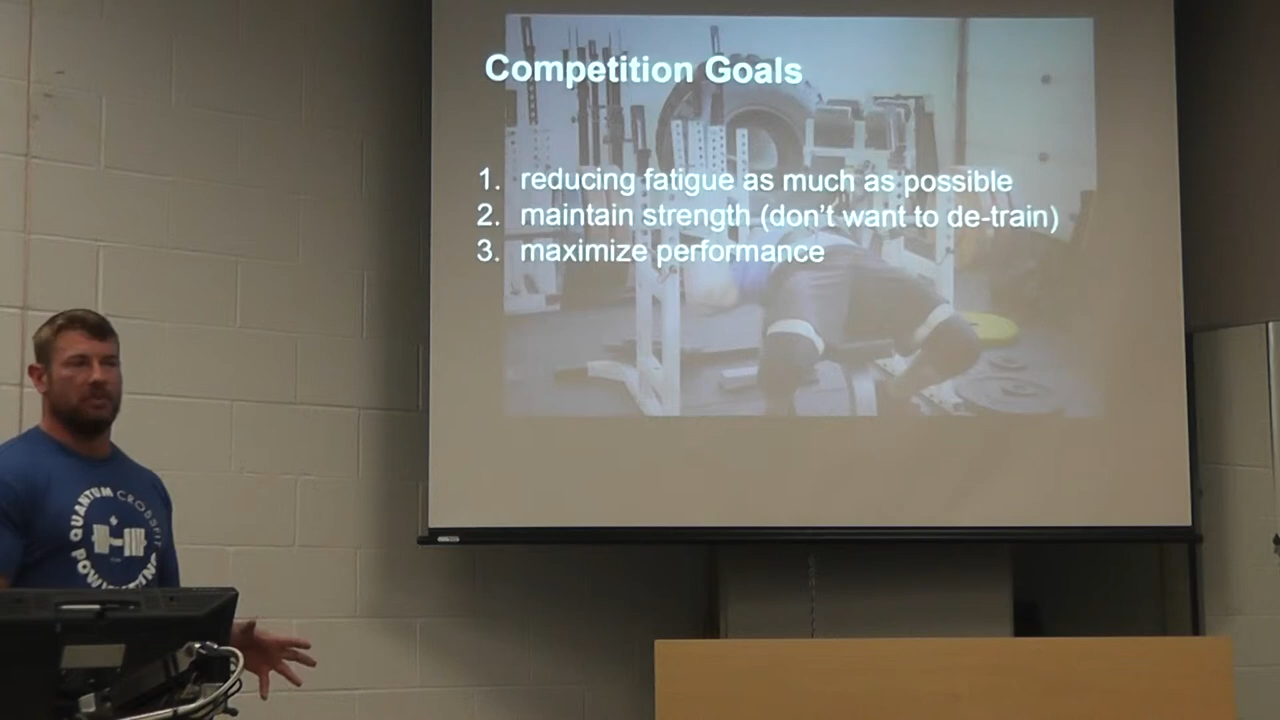 Competition Goals
1. reducing fatigue as much as possible
2. maintain strength (don't want to de-train)
3. maximize performance
QUANTUM CROSSFIT